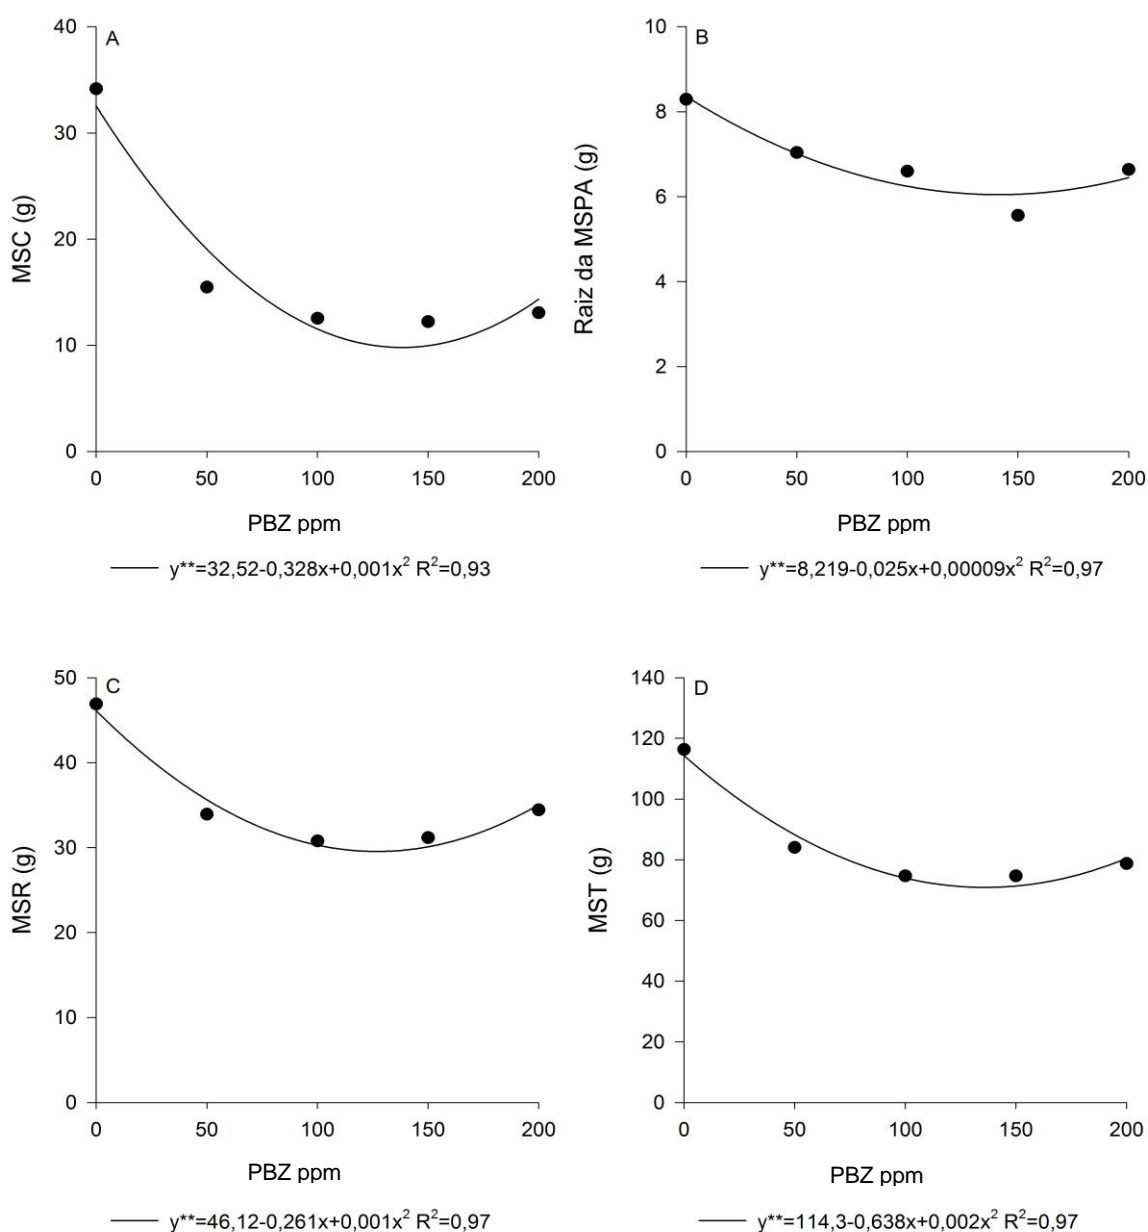 A
MSC (g)
40
30
20
10
0
0 50 100 150 200
PBZ ppm
y**=32,52-0,328x+0,001x² R²=0,93
B
Raiz da MSPA (g)
10
8
6
4
2
0
0 50 100 150 200
PBZ ppm
y**=8,219-0,025x+0,00009x² R²=0,97
C
MSR (g)
50
40
30
20
10
0
0 50 100 150 200
PBZ ppm
y**=46,12-0,261x+0,001x² R²=0,97
D
MST (g)
140
120
100
80
60
40
20
0
0 50 100 150 200
PBZ ppm
y**=114,3-0,638x+0,002x² R²=0,97